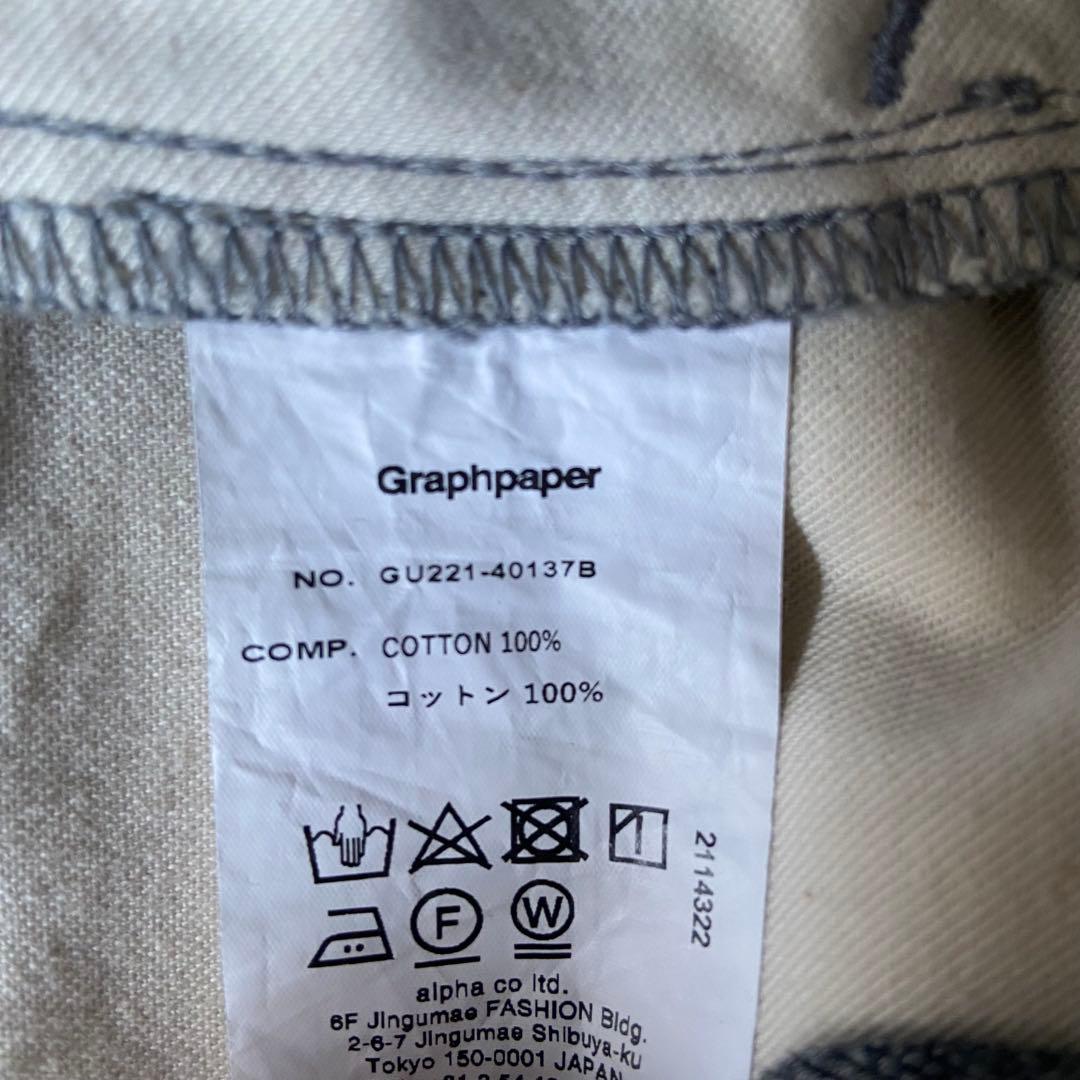 Graphpaper
NO. GU221-40137B
COMP. COTTON 100%
コットン 100%
2114322
F W
alpha co ltd.
6F Jingumae FASHION Bldg.
2-6-7 Jingumae Shibuya-ku
Tokyo 150-0001 JAPAN